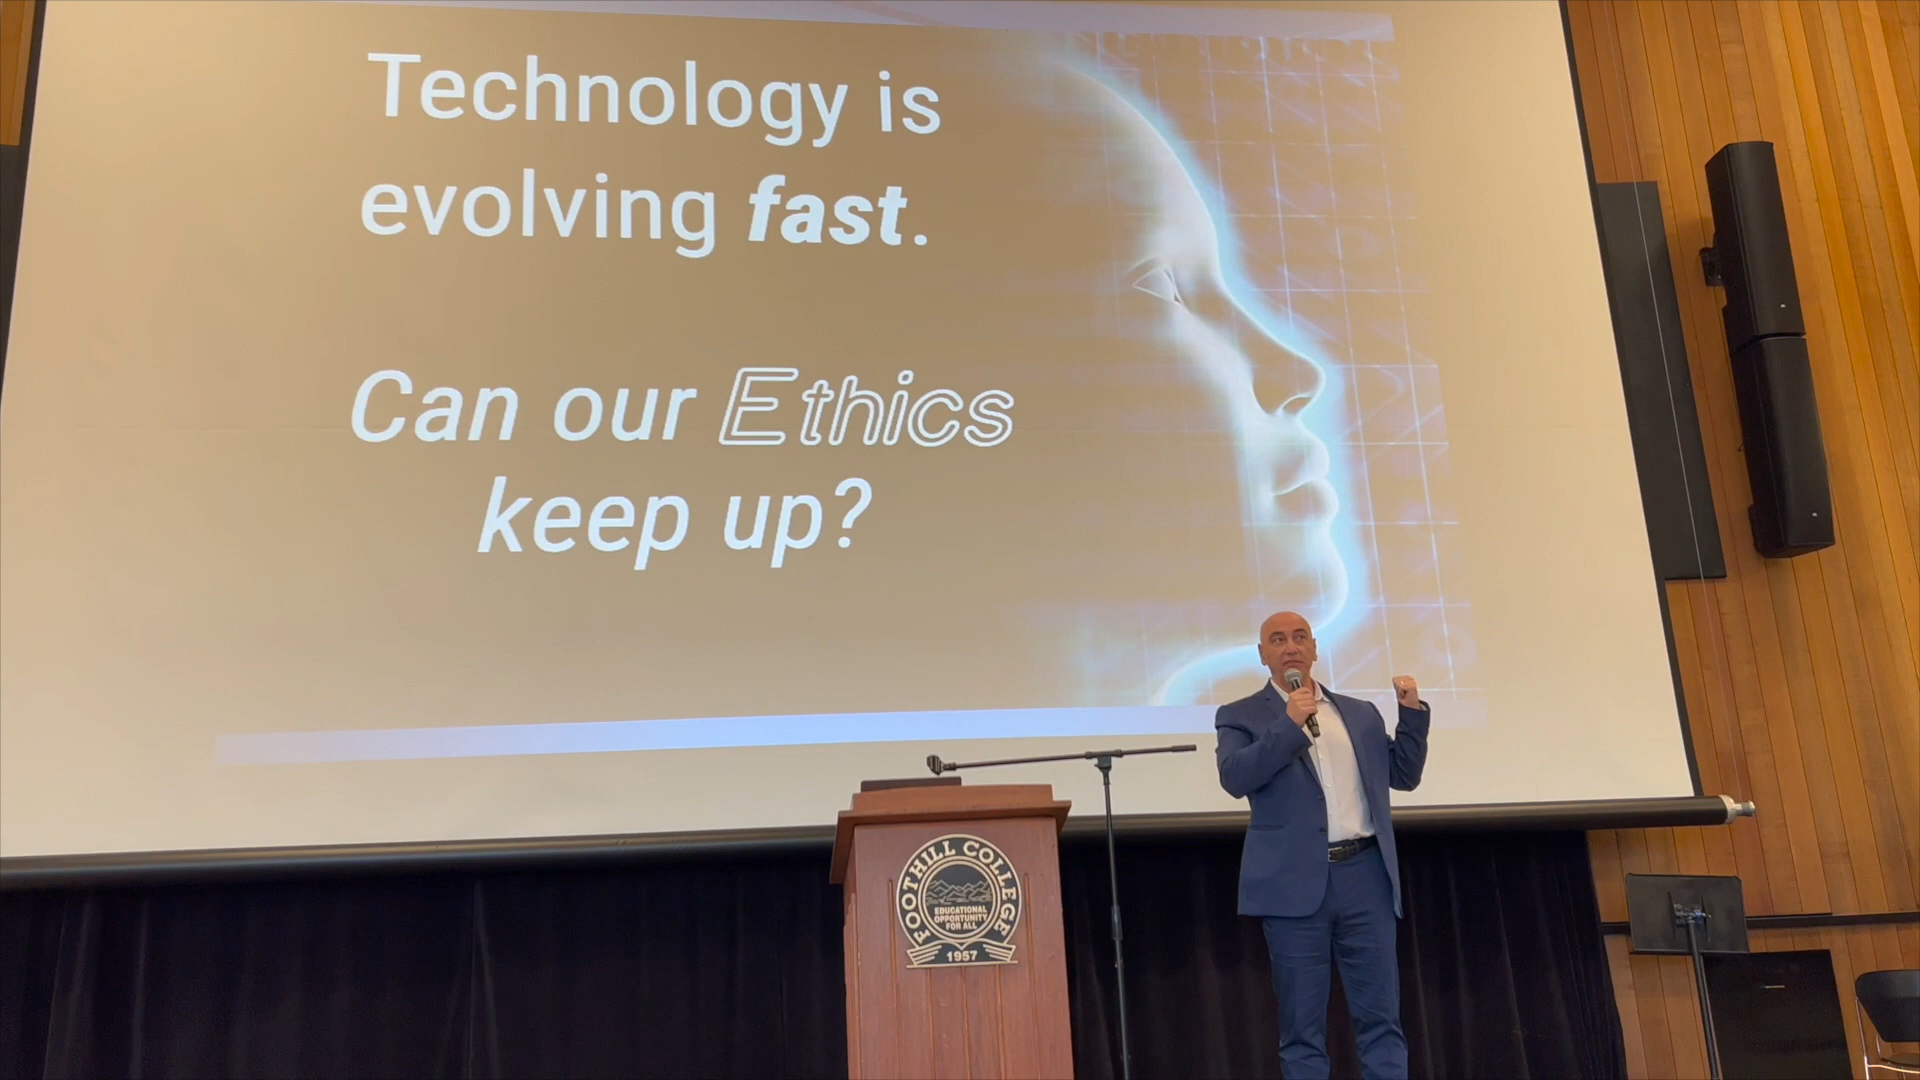 Technology is
evolving fast.
Can our Ethics
keep up?
FOOTHILL COLLEGE
EDUCATIONAL
OPPORTUNITY
FOR ALL
1957